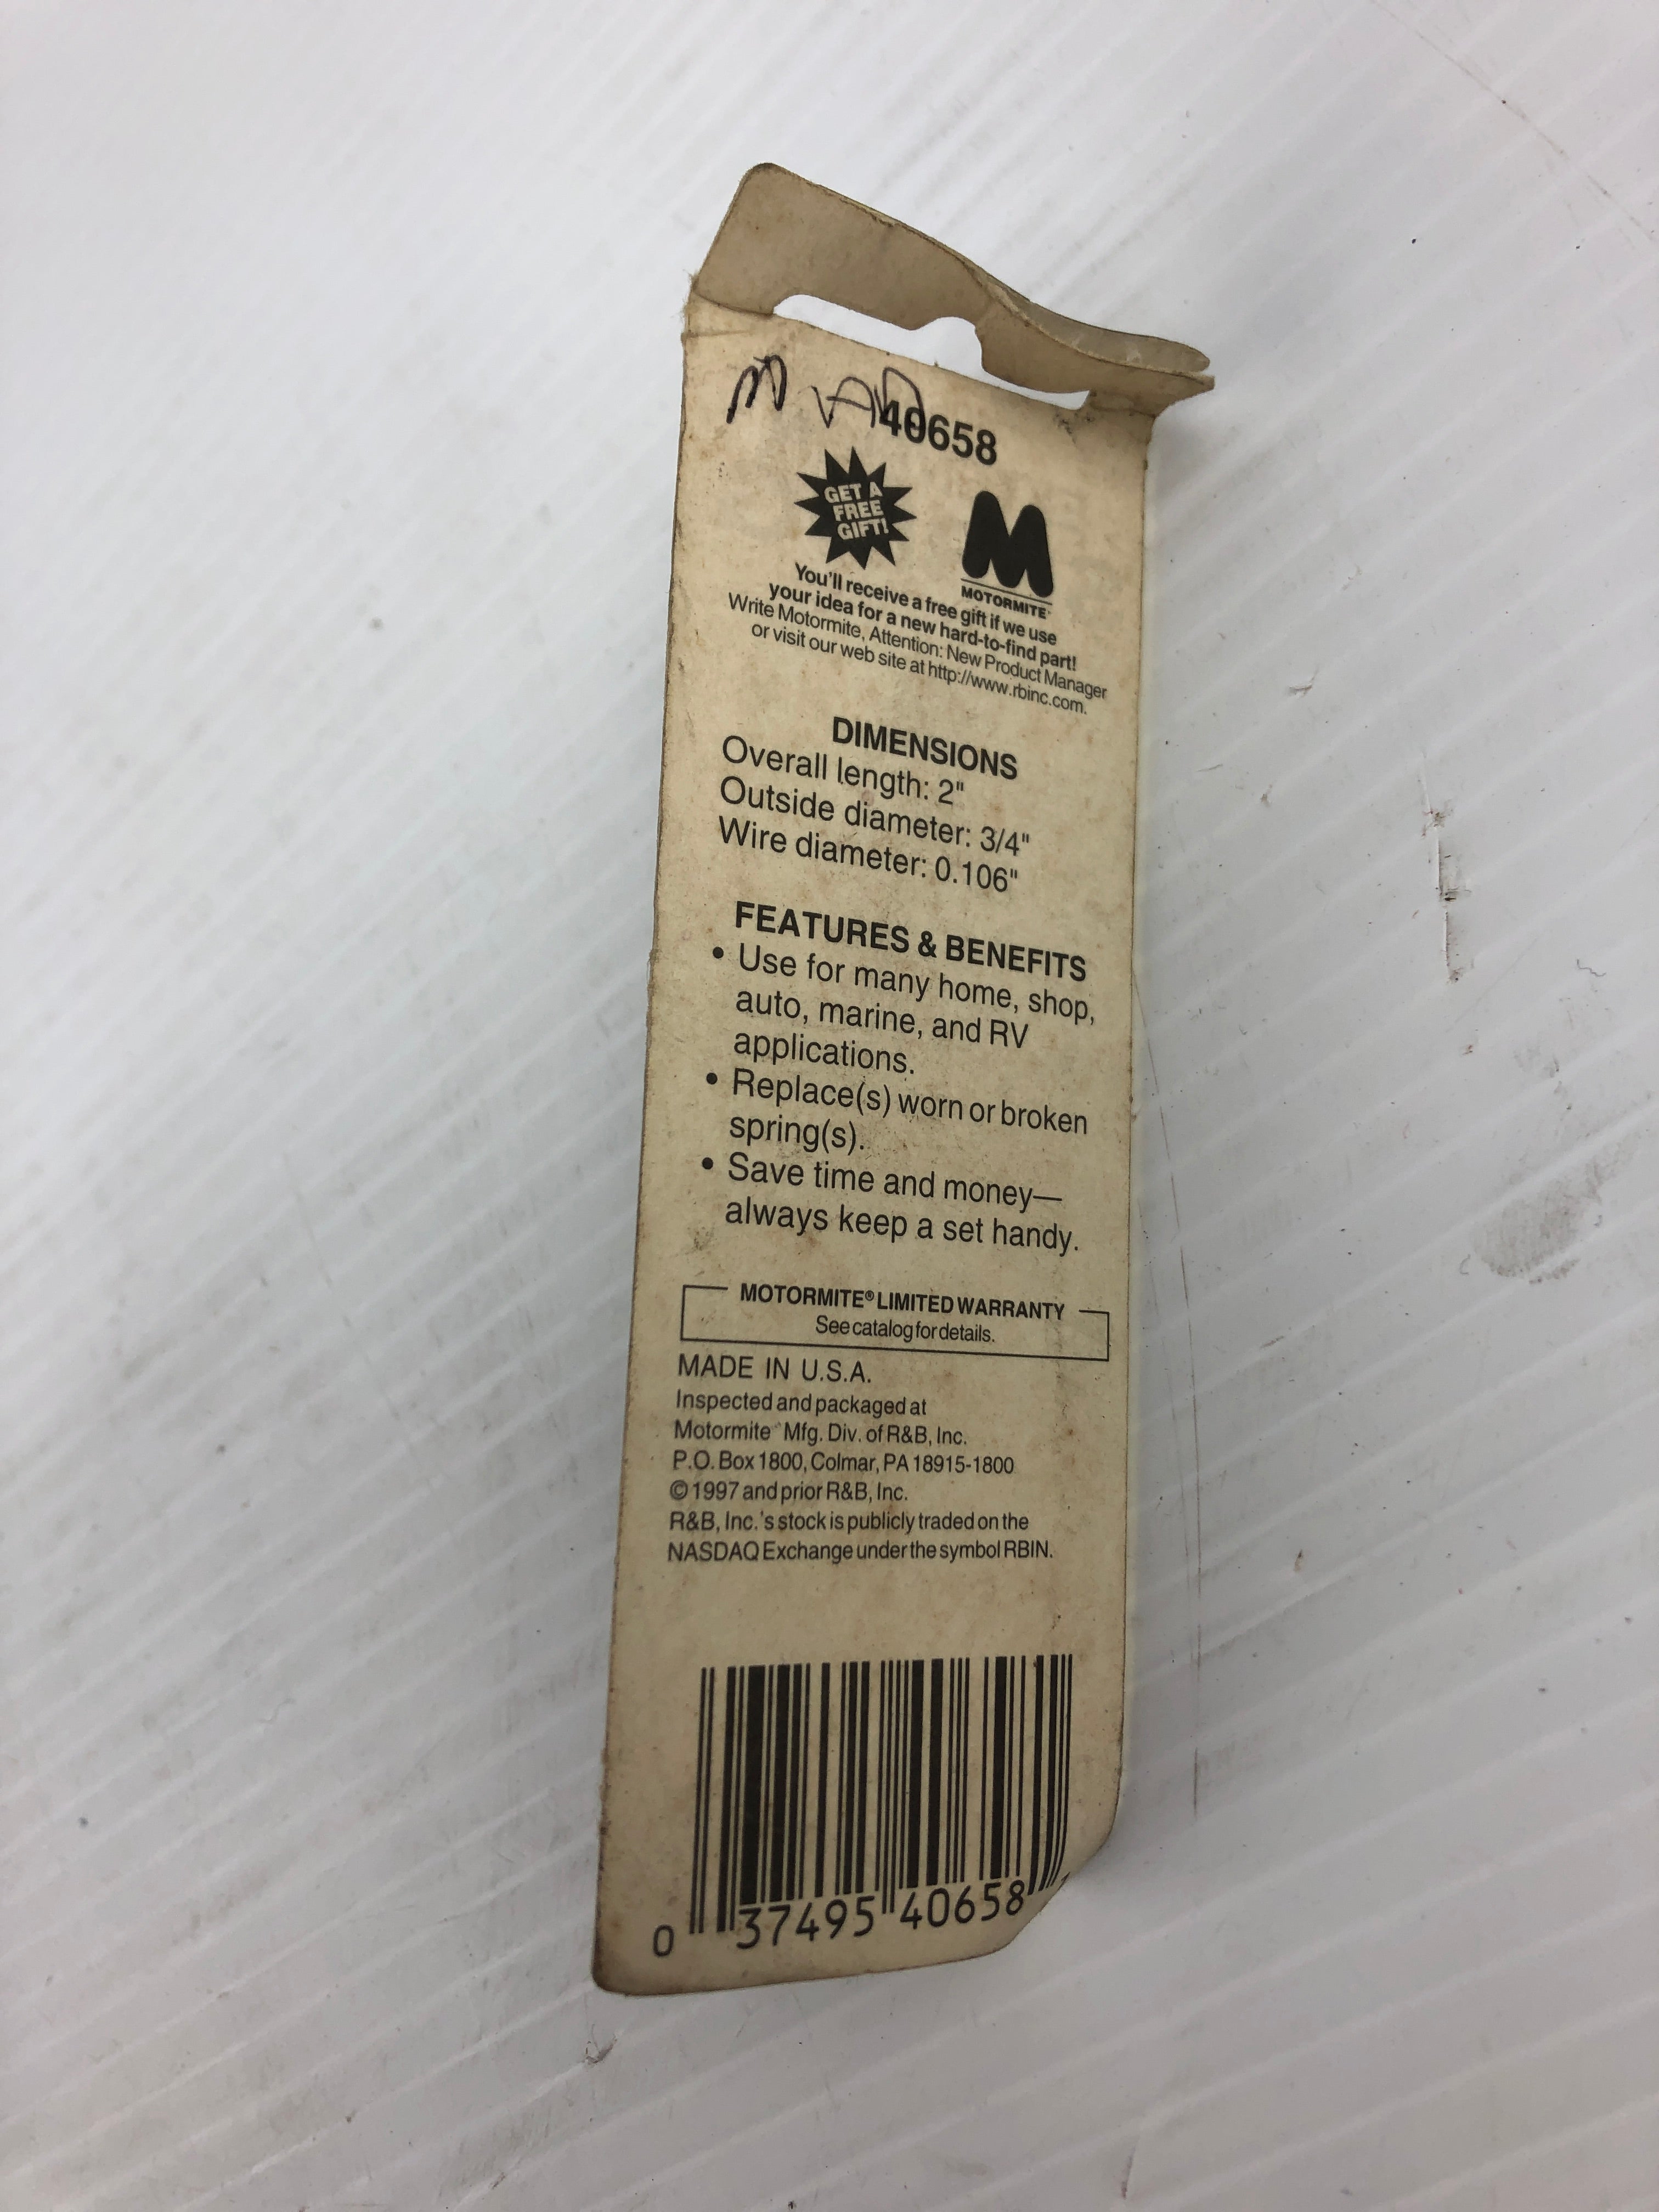 40658
GET A
FREE
GIFT!
M
MOTORMITE
You'll receive a free gift if we use
your idea for a new hard-to-find part!
Write Motormite, Attention: New Product Manager
or visit our web site at http://www.rbinc.com.
DIMENSIONS
Overall length: 2"
Outside diameter: 3/4"
Wire diameter: 0.106"
FEATURES & BENEFITS
• Use for many home, shop,
auto, marine, and RV
applications.
• Replace(s) worn or broken
spring(s).
• Save time and money—
always keep a set handy.
MOTORMITE® LIMITED WARRANTY
See catalog for details.
MADE IN U.S.A.
Inspected and packaged at
Motormite Mfg. Div. of R&B, Inc.
P.O. Box 1800, Colmar, PA 18915-1800
© 1997 and prior R&B, Inc.
R&B, Inc.'s stock is publicly traded on the
NASDAQ Exchange under the symbol RBIN.
0 37495 40658